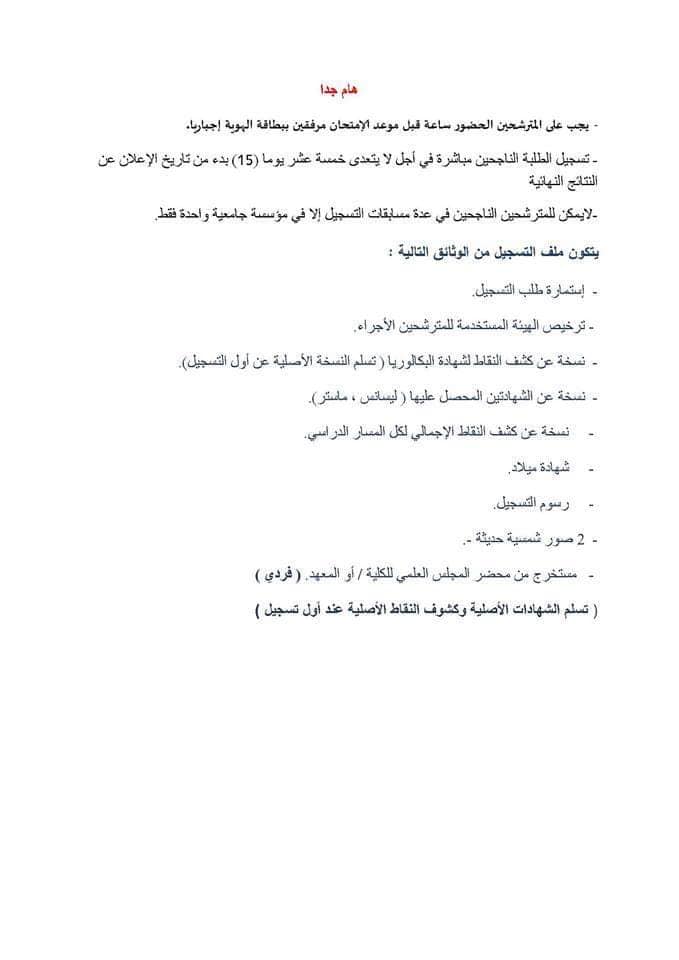 هام جدا
- يجب على المترشحين الحضور ساعة قبل موعد الإمتحان مرفقين ببطاقة الهوية إجباريا.
- تسجيل الطلبة الناجحين مباشرة في أجل لا يتعدى خمسة عشر يوما (15) بدء من تاريخ الإعلان عن
النتائج النهائية
-لايمكن للمترشحين الناجحين في عدة مسابقات التسجيل إلا في مؤسسة جامعية واحدة فقط.
يتكون ملف التسجيل من الوثائق التالية :
- إستمارة طلب التسجيل.
- ترخيص الهيئة المستخدمة للمترشحين الأجراء.
- نسخة عن كشف النقاط لشهادة البكالوريا ( تسلم النسخة الأصلية عن أول التسجيل).
- نسخة عن الشهادتين المحصل عليها ( ليسانس ، ماستر).
- نسخة عن كشف النقاط الإجمالي لكل المسار الدراسي.
- شهادة ميلاد.
- رسوم التسجيل.
- 2 صور شمسية حديثة -.
- مستخرج من محضر المجلس العلمي للكلية / أو المعهد. ( فردي )
( تسلم الشهادات الأصلية وكشوف النقاط الأصلية عند أول تسجيل )